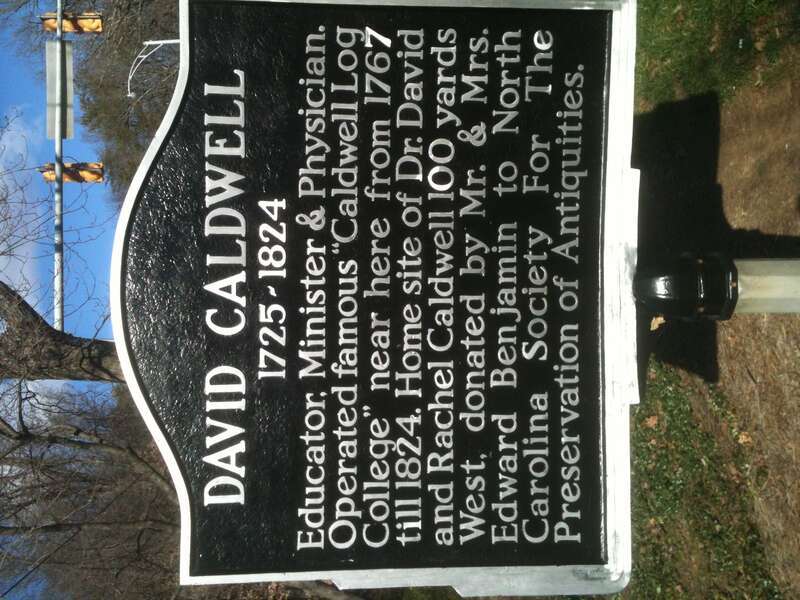 DAVID CALDWELL
1725-1824
Educator, Minister & Physician.
Operated famous "Caldwell Log
College" near here from 1767
till 1824. Home site of Dr. David
and Rachel Caldwell 100 yards
West, donated by Mr. & Mrs.
Edward Benjamin to North
Carolina Society For The
Preservation of Antiquities.